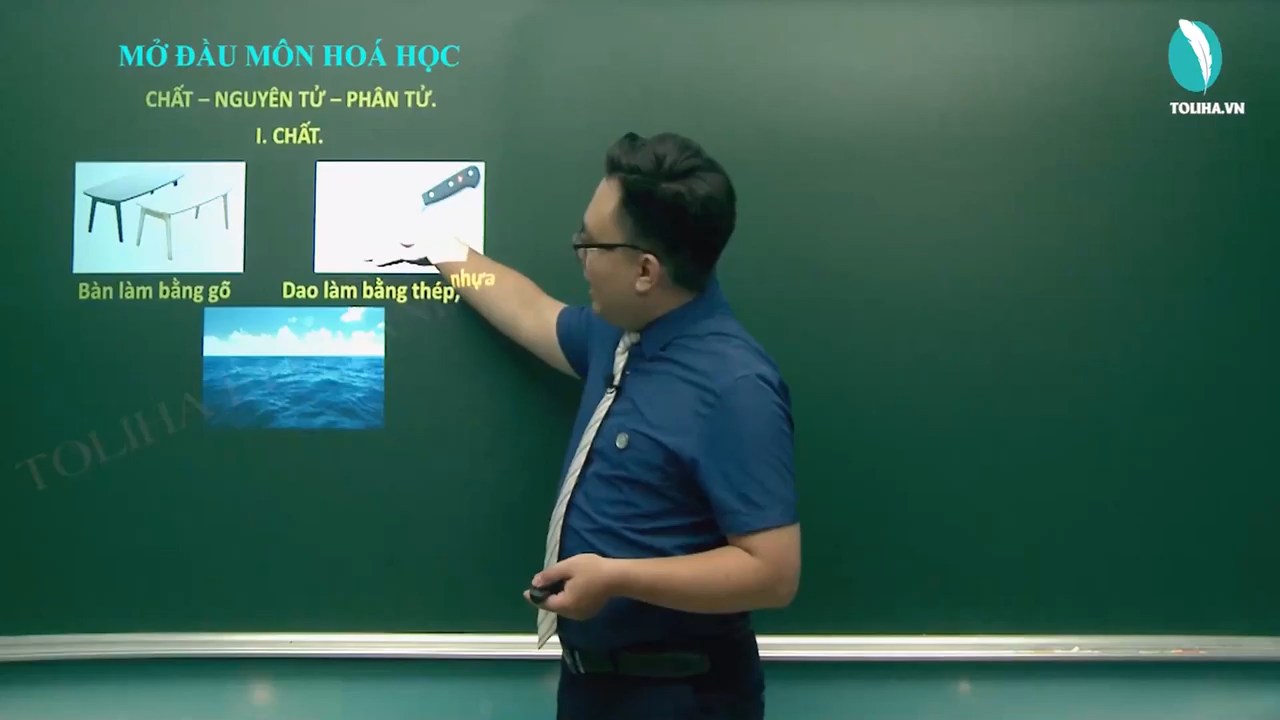 MỞ ĐẦU MÔN HOÁ HỌC
CHẤT – NGUYÊN TỬ – PHÂN TỬ.
I. CHẤT.
Bàn làm bằng gỗ
Dao làm bằng thép, nhựa
TOLIHA
TOLIHA.VN